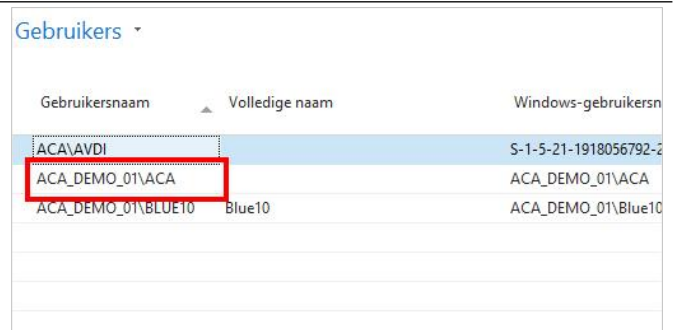 Gebruikers
Gebruikersnaam Volledige naam Windows-gebruikersn
ACA\AVDI S-1-5-21-1918056792-2
ACA_DEMO_01\ACA ACA_DEMO_01\ACA
ACA_DEMO_01\BLUE10 Blue10 ACA_DEMO_01\Blue10